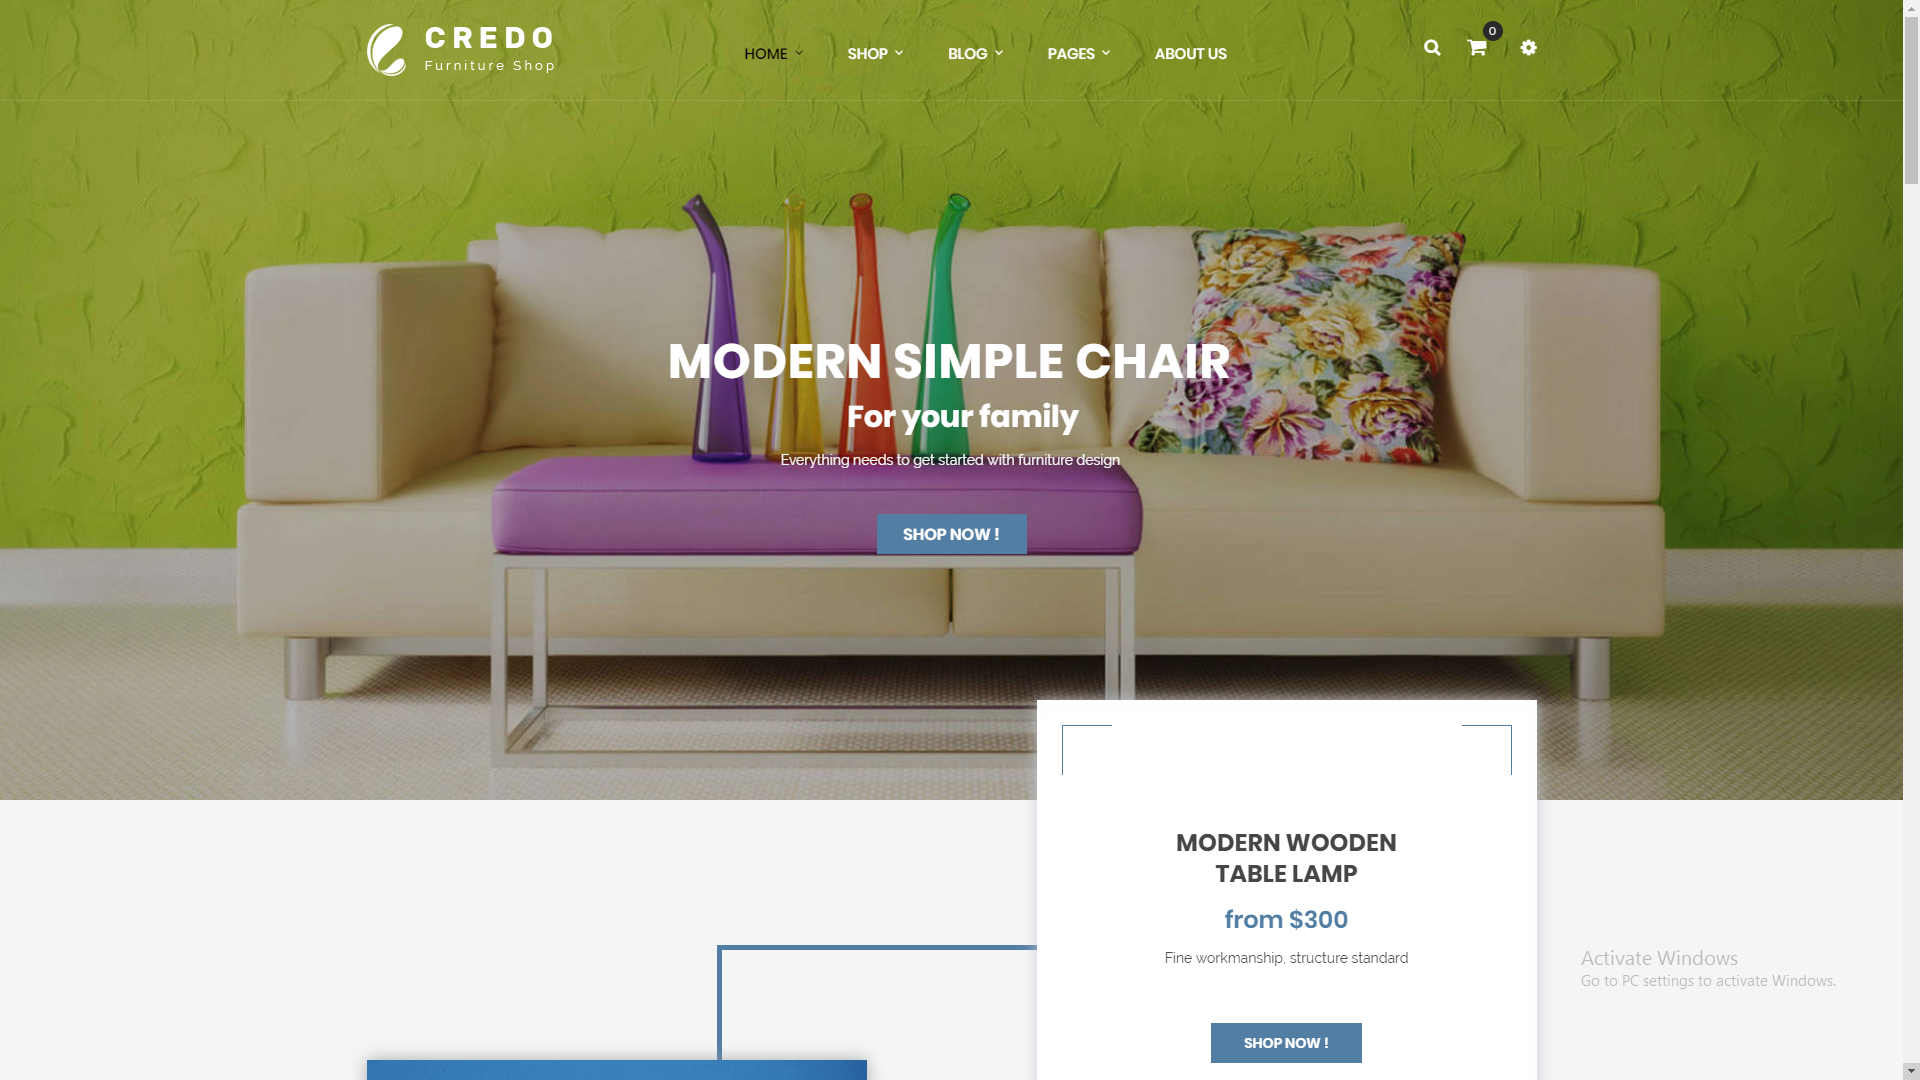 CREDO
Furniture Shop
HOME
SHOP
BLOG
PAGES
ABOUT US
0
MODERN SIMPLE CHAIR
For your family
Everything needs to get started with furniture design
SHOP NOW !
MODERN WOODEN
TABLE LAMP
from $300
Fine workmanship, structure standard
SHOP NOW !
Activate Windows
Go to PC settings to activate Windows.